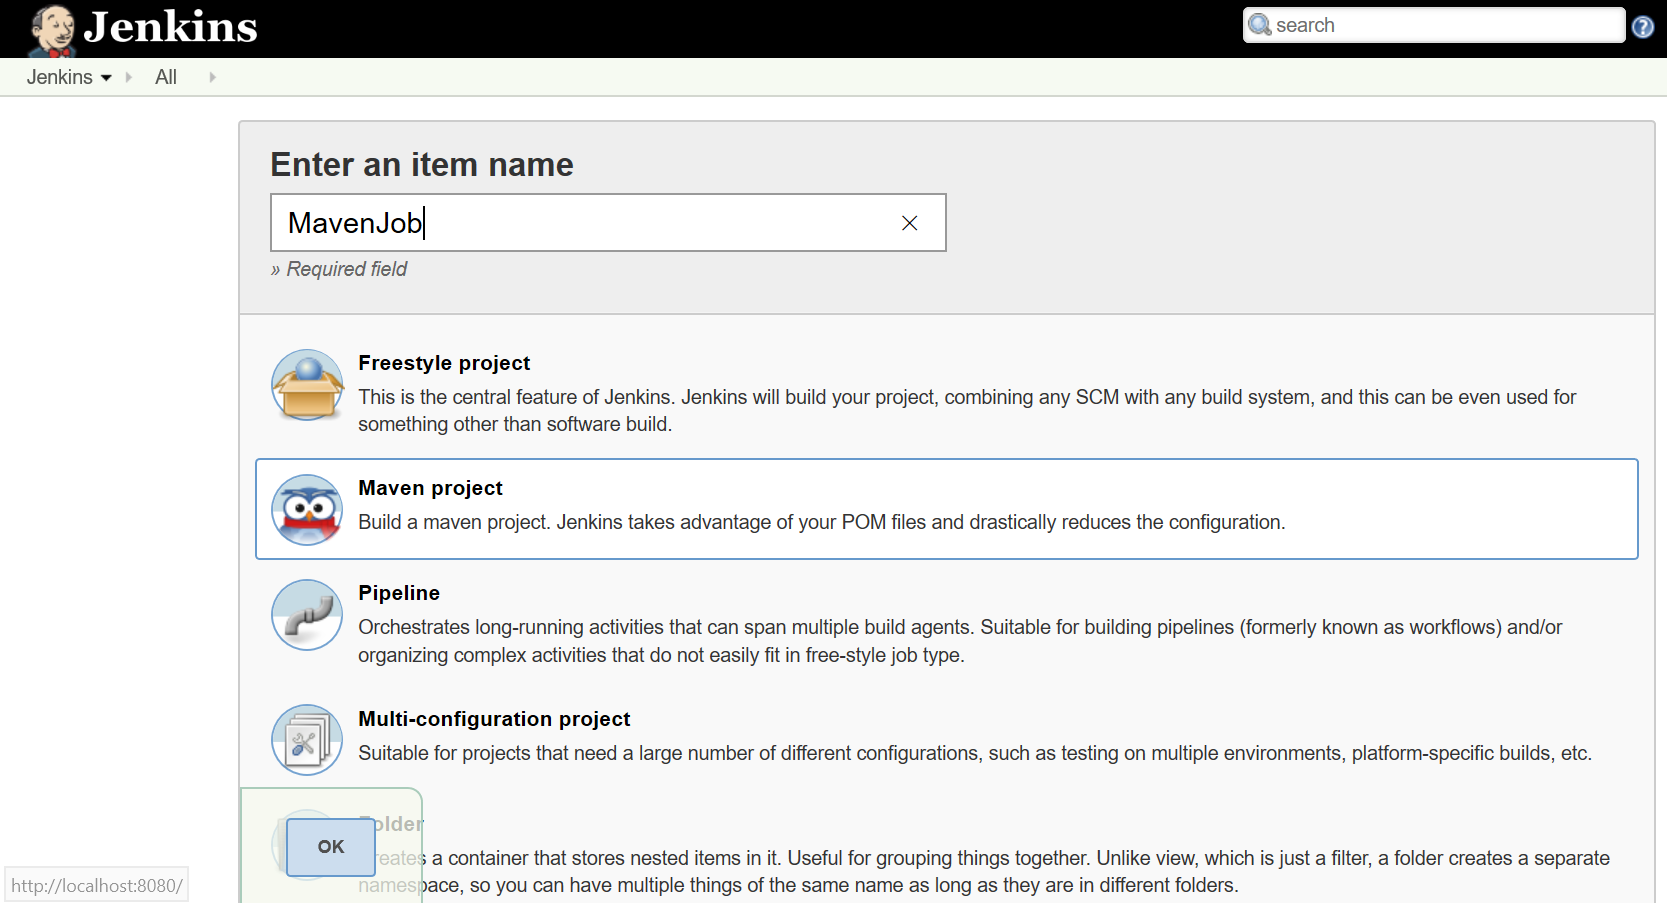 Jenkins
search
Jenkins
All
Enter an item name
MavenJob
» Required field
Freestyle project
This is the central feature of Jenkins. Jenkins will build your project, combining any SCM with any build system, and this can be even used for
something other than software build.
Maven project
Build a maven project. Jenkins takes advantage of your POM files and drastically reduces the configuration.
Pipeline
Orchestrates long-running activities that can span multiple build agents. Suitable for building pipelines (formerly known as workflows) and/or
organizing complex activities that do not easily fit in free-style job type.
Multi-configuration project
Suitable for projects that need a large number of different configurations, such as testing on multiple environments, platform-specific builds, etc.
Folder
Creates a container that stores nested items in it. Useful for grouping things together. Unlike view, which is just a filter, a folder creates a separate
namespace, so you can have multiple things of the same name as long as they are in different folders.
OK
http://localhost:8080/